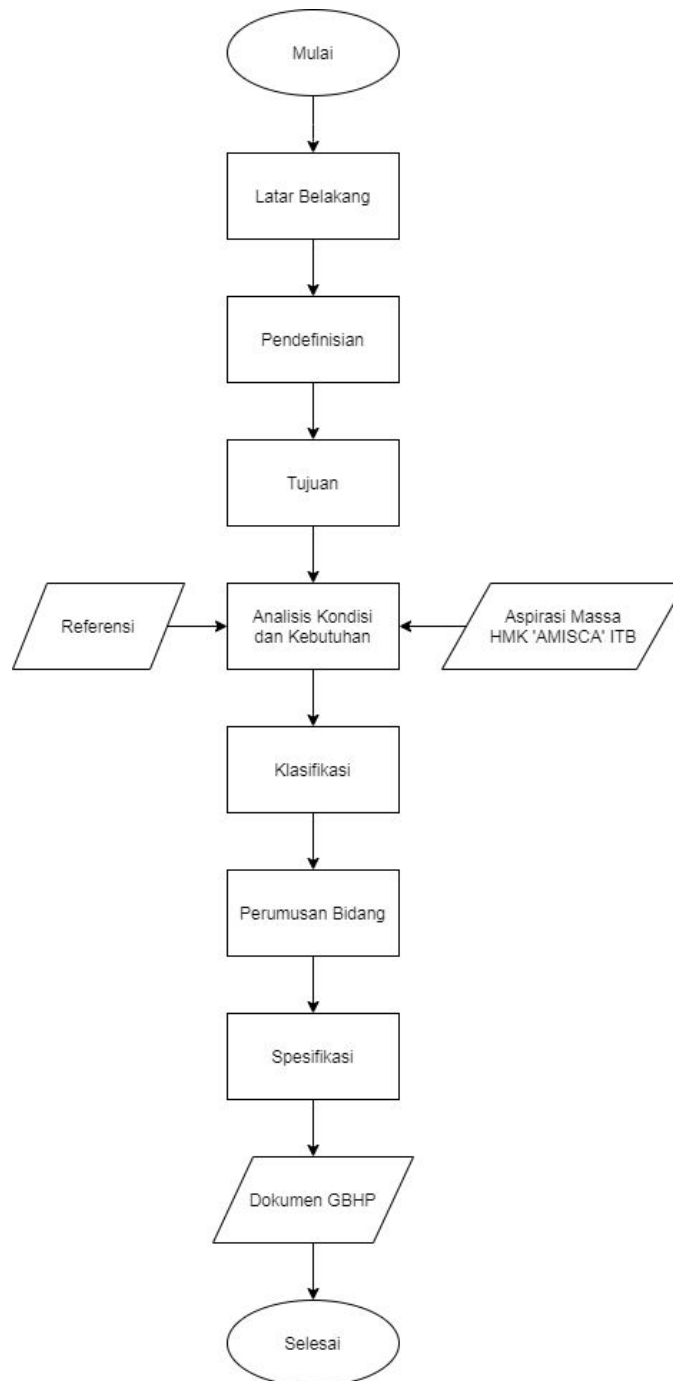 Mulai
Latar Belakang
Pendefinisian
Tujuan
Referensi
Analisis Kondisi
dan Kebutuhan
Aspirasi Massa
HMK 'AMISCA' ITB
Klasifikasi
Perumusan Bidang
Spesifikasi
Dokumen GBHP
Selesai